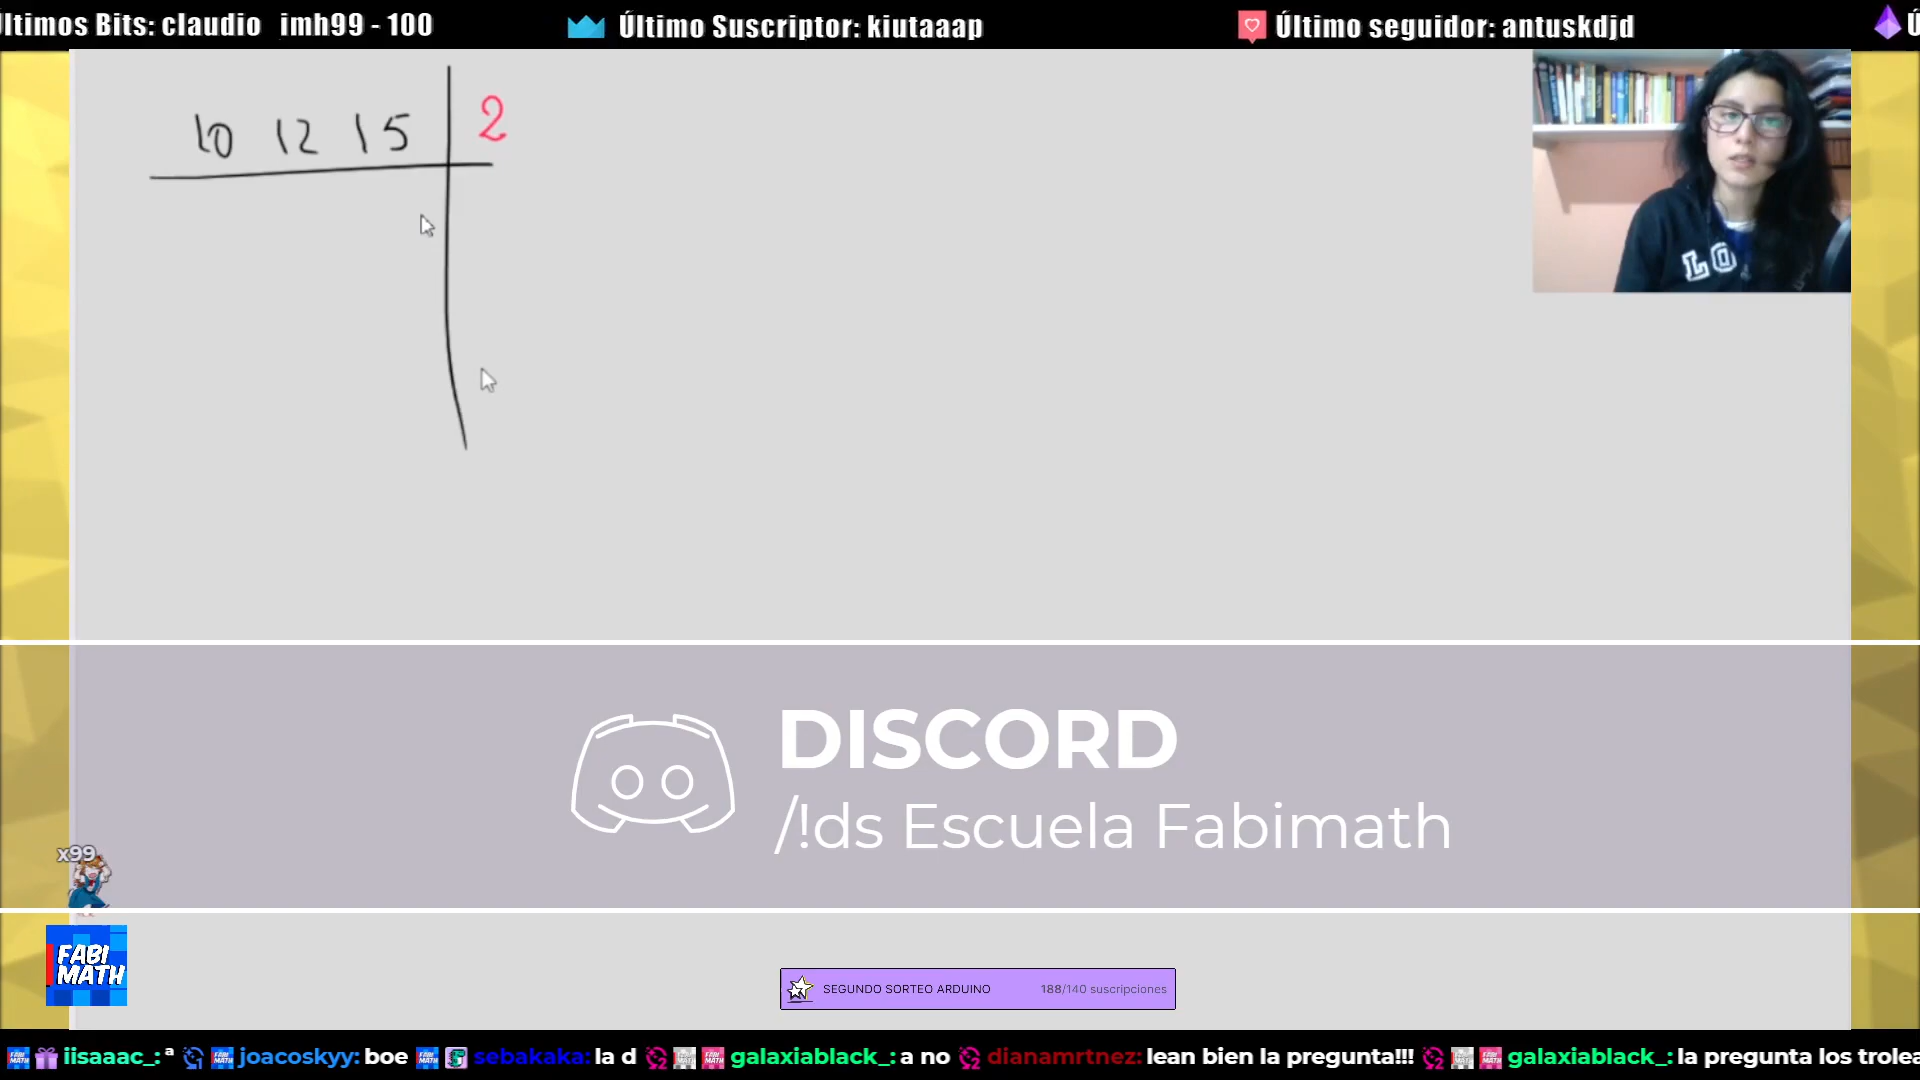 ltimos Bits: claudio imh99 - 100 Último Suscriptor: kiutaaap Último seguidor: antuskdjd Ú
10 12 15 2
LO
DISCORD
/!ds Escuela Fabimath
x99
FABI
MATH
SEGUNDO SORTEO ARDUINO 188/140 suscripciones
iisaaac_: ª joacoskyy: boe sebakaka: la d galaxiablack_: a no dianamrtnez: lean bien la pregunta!!! galaxiablack_: la pregunta los trolea